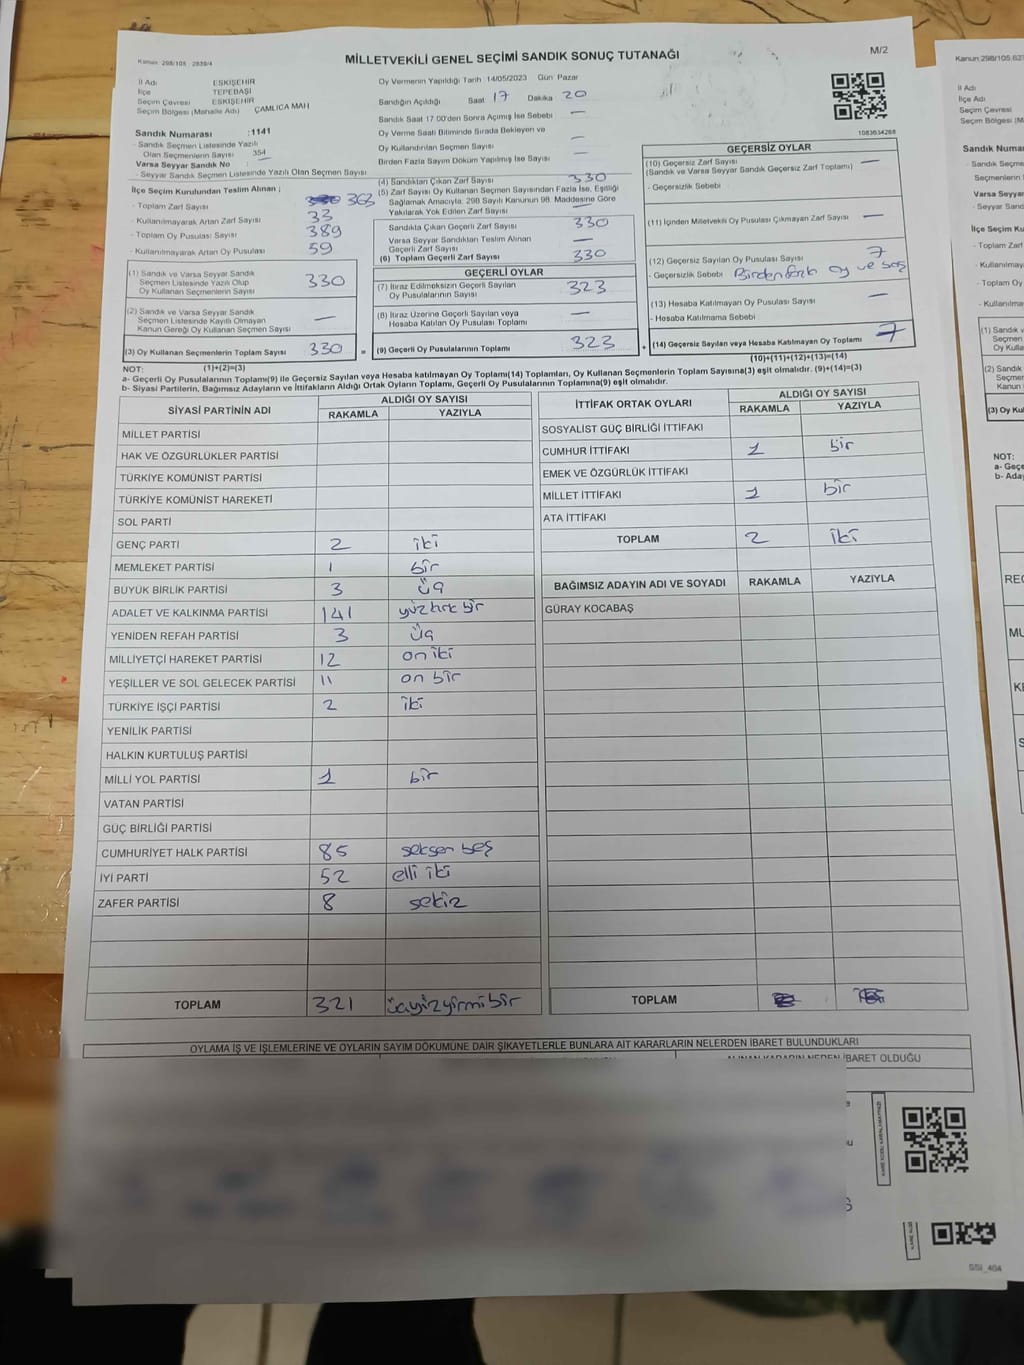 Kanun 298/105 2839/4
MİLLETVEKİLİ GENEL SEÇİMİ SANDIK SONUÇ TUTANAĞI
M/2
İl Adı ESKİŞEHİR
İlçe TEPEBAŞI
Seçim Çevresi ESKİŞEHİR
Seçim Bölgesi (Mahalle Adı) ÇAMLICA MAH
Sandık Numarası :1141
- Sandık Seçmen Listesinde Yazılı
Olan Seçmenlerin Sayısı 354
Varsa Seyyar Sandık No : —
- Seyyar Sandık Seçmen Listesinde Yazılı Olan Seçmen Sayısı
İlçe Seçim Kurulundan Teslim Alınan ;
- Toplam Zarf Sayısı 363
- Kullanılmayarak Artan Zarf Sayısı 33
- Toplam Oy Pusulası Sayısı 389
- Kullanılmayarak Artan Oy Pusulası 59
(1) Sandık ve Varsa Seyyar Sandık
Seçmen Listesinde Yazılı Olup
Oy Kullanan Seçmenlerin Sayısı 330
(2) Sandık ve Varsa Seyyar Sandık
Seçmen Listesinde Kayıtlı Olmayan
Kanun Gereği Oy Kullanan Seçmen Sayısı —
(3) Oy Kullanan Seçmenlerin Toplam Sayısı 330
Oy Vermenin Yapıldığı Tarih 14/05/2023 Gün Pazar
Sandığın Açıldığı Saat 17 Dakika 20
Sandık Saat 17 00'den Sonra Açımış İse Sebebi —
Oy Verme Saati Bitiminde Sırada Bekleyen ve
Oy Kullandırılan Seçmen Sayısı —
Birden Fazla Sayım Döküm Yapılmış İse Sayısı —
(4) Sandıktan Çıkan Zarf Sayısı 330
(5) Zarf Sayısı Oy Kullanan Seçmen Sayısından Fazla İse, Eşitliği
Sağlamak Amacıyla, 298 Sayılı Kanunun 98. Maddesine Göre
Yakılarak Yok Edilen Zarf Sayısı —
Sandıkta Çıkan Geçerli Zarf Sayısı 330
Varsa Seyyar Sandıktan Teslim Alınan
Geçerli Zarf Sayısı —
(6) Toplam Geçerli Zarf Sayısı 330
GEÇERLİ OYLAR
(7) İtiraz Edilmeksizin Geçerli Sayılan
Oy Pusulalarının Sayısı 323
(8) İtiraz Üzerine Geçerli Sayılan veya
Hesaba Katılan Oy Pusulası Toplamı —
= (9) Geçerli Oy Pusulalarının Toplamı 323
1083634288
GEÇERSİZ OYLAR
(10) Geçersiz Zarf Sayısı —
(Sandık ve Varsa Seyyar Sandık Geçersiz Zarf Toplamı)
- Geçersizlik Sebebi
(11) İçinden Milletvekili Oy Pusulası Çıkmayan Zarf Sayısı —
(12) Geçersiz Sayılan Oy Pusulası Sayısı 7
- Geçersizlik Sebebi Birden fazla oy ve boş
(13) Hesaba Katılmayan Oy Pusulası Sayısı —
- Hesaba Katılmama Sebebi
+ (14) Geçersiz Sayılan veya Hesaba Katılmayan Oy Toplamı 7
NOT: (1)+(2)=(3) (10)+(11)+(12)+(13)=(14)
a- Geçerli Oy Pusulalarının Toplamı(9) ile Geçersiz Sayılan veya Hesaba katılmayan Oy Toplamı(14) Toplamları, Oy Kullanan Seçmenlerin Toplam Sayısına(3) eşit olmalıdır. (9)+(14)=(3)
b- Siyasi Partilerin, Bağımsız Adayların ve İttifakların Aldığı Ortak Oyların Toplamı, Geçerli Oy Pusulalarının Toplamına(9) eşit olmalıdır.
SİYASİ PARTİNİN ADI ALDIĞI OY SAYISI
RAKAMLA YAZIYLA
MİLLET PARTİSİ
HAK VE ÖZGÜRLÜKLER PARTİSİ
TÜRKİYE KOMÜNİST PARTİSİ
TÜRKİYE KOMÜNİST HAREKETİ
SOL PARTİ
GENÇ PARTİ 2 iki
MEMLEKET PARTİSİ 1 bir
BÜYÜK BİRLİK PARTİSİ 3 üç
ADALET VE KALKINMA PARTİSİ 141 yüz kırk bir
YENİDEN REFAH PARTİSİ 3 üç
MİLLİYETÇİ HAREKET PARTİSİ 12 on iki
YEŞİLLER VE SOL GELECEK PARTİSİ 11 on bir
TÜRKİYE İŞÇİ PARTİSİ 2 iki
YENİLİK PARTİSİ
HALKIN KURTULUŞ PARTİSİ
MİLLİ YOL PARTİSİ 1 bir
VATAN PARTİSİ
GÜÇ BİRLİĞİ PARTİSİ
CUMHURİYET HALK PARTİSİ 85 seksen beş
İYİ PARTİ 52 elli iki
ZAFER PARTİSİ 8 sekiz
TOPLAM 321 üçyüzyirmibir
İTTİFAK ORTAK OYLARI ALDIĞI OY SAYISI
RAKAMLA YAZIYLA
SOSYALİST GÜÇ BİRLİĞİ İTTİFAKI
CUMHUR İTTİFAKI 1 bir
EMEK VE ÖZGÜRLÜK İTTİFAKI
MİLLET İTTİFAKI 1 bir
ATA İTTİFAKI
TOPLAM 2 iki
BAĞIMSIZ ADAYIN ADI VE SOYADI RAKAMLA YAZIYLA
GÜRAY KOCABAŞ
TOPLAM
OYLAMA İŞ VE İŞLEMLERİNE VE OYLARIN SAYIM DÖKÜMÜNE DAİR ŞİKAYETLERLE BUNLARA AİT KARARLARIN NELERDEN İBARET BULUNDUKLARI
ALINAN KARARIN NEDEN İBARET OLDUĞU
GSI_464
Kanun 298/105,
İl Adı
İlçe Adı
Seçim Çevresi
Seçim Bölgesi (M
Sandık Numar